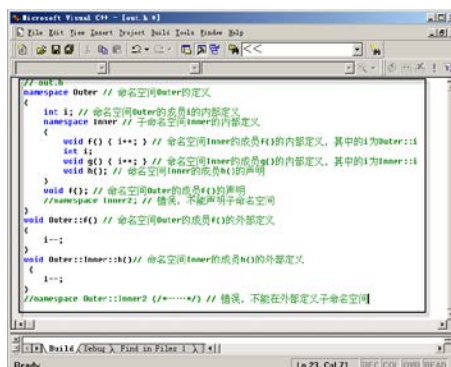 Microsoft Visual C++ - [out.h *]
File Edit View Insert Project Build Tools Window Help
<<
// out.h
namespace Outer // 命名空间Outer的定义
{
int i; // 命名空间Outer的成员i的内部定义
namespace Inner // 子命名空间Inner的内部定义
{
void f() { i++; } // 命名空间Inner的成员f()的内部定义，其中的i为Outer::i
int i;
void g() { i++; } // 命名空间Inner的成员g()的内部定义，其中的i为Inner::i
void h(); // 命名空间Inner的成员h()的声明
}
void f(); // 命名空间Outer的成员f()的声明
//namespace Inner2; // 错误，不能声明子命名空间
}
void Outer::f() // 命名空间Outer的成员f()的外部定义
{
i--;
}
void Outer::Inner::h()// 命名空间Inner的成员h()的外部定义
{
i--;
}
//namespace Outer::Inner2 {/*……*/} // 错误，不能在外部定义子命名空间
Build Debug Find in Files 1
Ready
Ln 23, Col 71 REC COL OVR READ